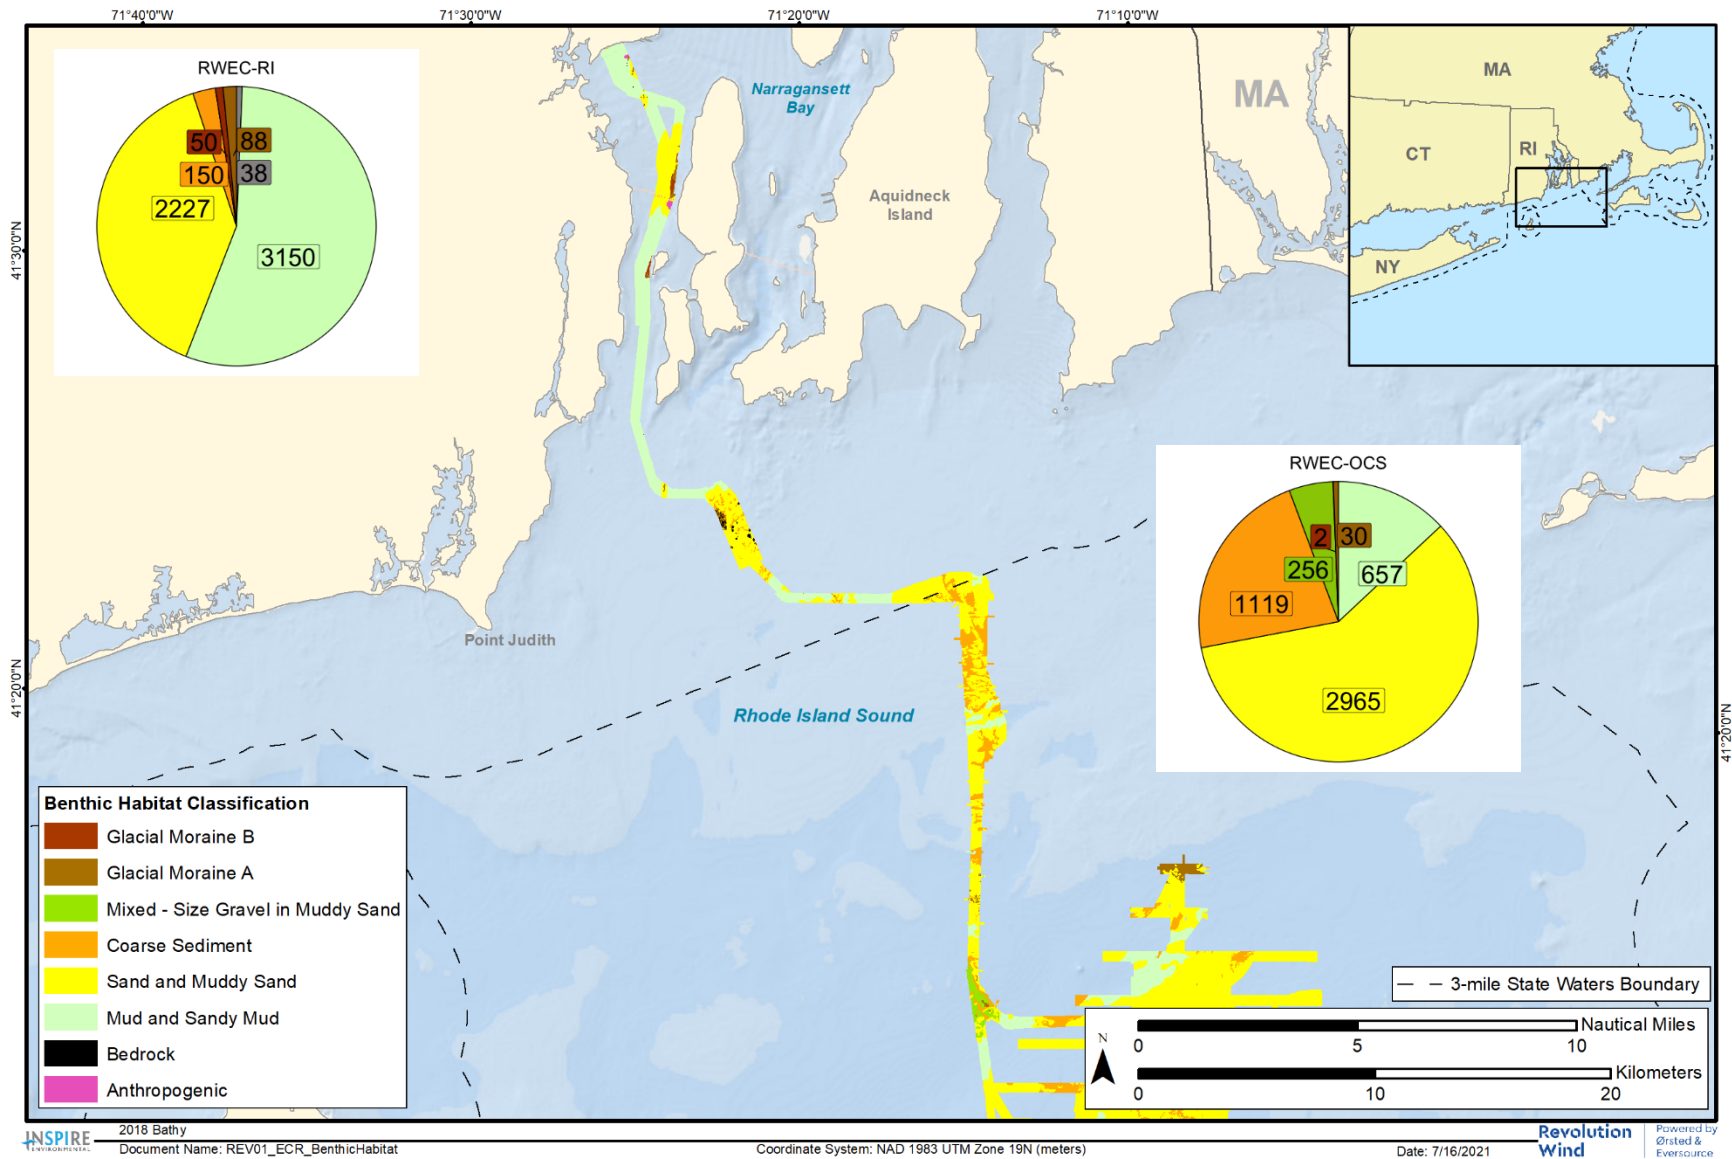 71°40'0"W
71°30'0"W
71°20'0"W
71°10'0"W
41°30'0"N
41°20'0"N
41°20'0"N
RWEC-RI
50
88
150
38
2227
3150
Narragansett
Bay
Aquidneck
Island
MA
MA
CT
RI
NY
Point Judith
Rhode Island Sound
RWEC-OCS
2
30
256
657
1119
2965
Benthic Habitat Classification
Glacial Moraine B
Glacial Moraine A
Mixed - Size Gravel in Muddy Sand
Coarse Sediment
Sand and Muddy Sand
Mud and Sandy Mud
Bedrock
Anthropogenic
3-mile State Waters Boundary
N
Nautical Miles
0 5 10
Kilometers
0 10 20
INSPIRE
ENVIRONMENTAL
2018 Bathy
Document Name: REV01_ECR_BenthicHabitat
Coordinate System: NAD 1983 UTM Zone 19N (meters)
Date: 7/16/2021
Revolution
Wind
Powered by
Ørsted &
Eversource